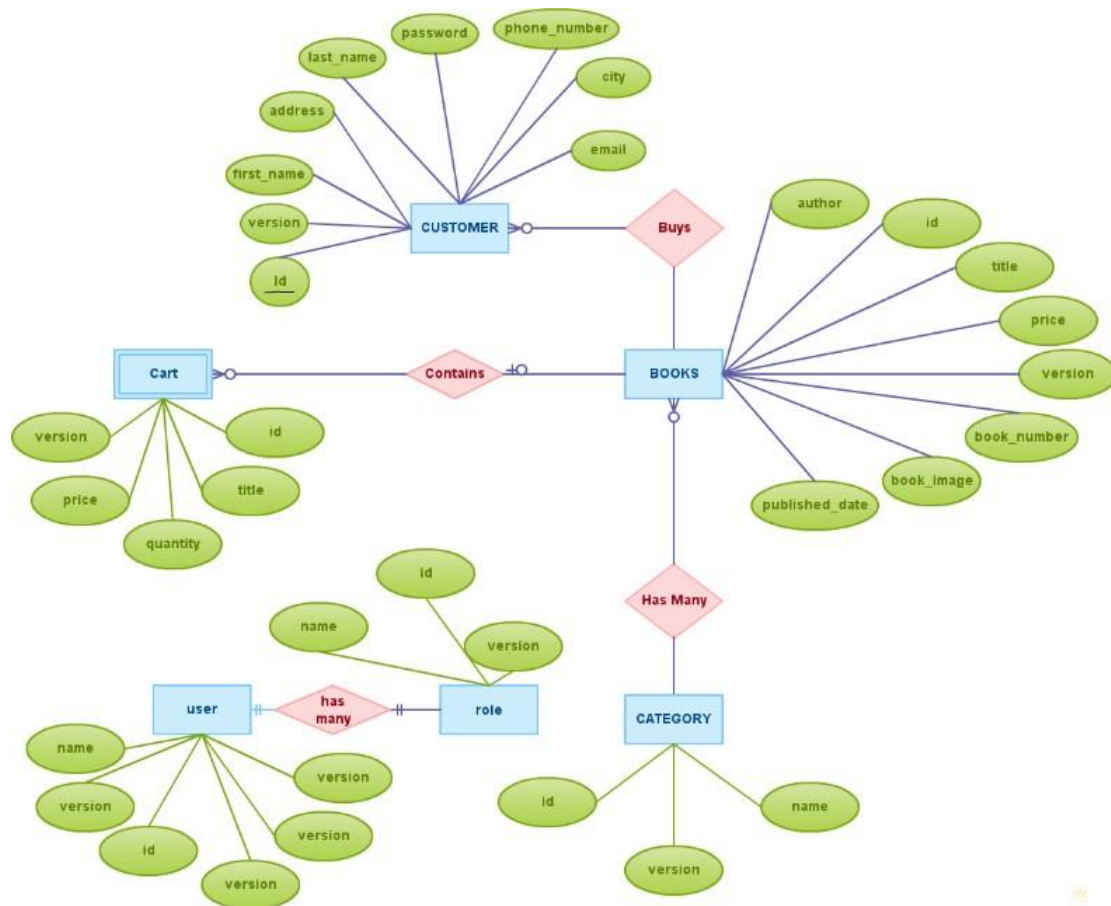 password
phone_number
last_name
city
address
email
first_name
version
Id
CUSTOMER
Buys
author
id
title
price
version
book_number
book_image
published_date
BOOKS
Cart
Contains
version
id
price
title
quantity
Has Many
id
name
version
user
has
many
role
CATEGORY
name
version
version
id
version
version
id
name
version